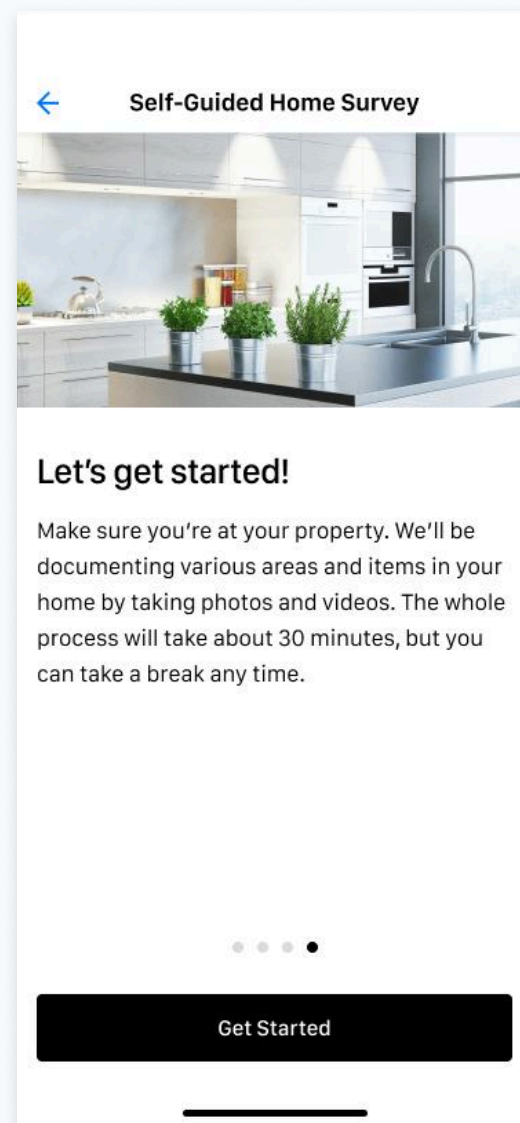 Self-Guided Home Survey
Let’s get started!
Make sure you’re at your property. We’ll be
documenting various areas and items in your
home by taking photos and videos. The whole
process will take about 30 minutes, but you
can take a break any time.
Get Started